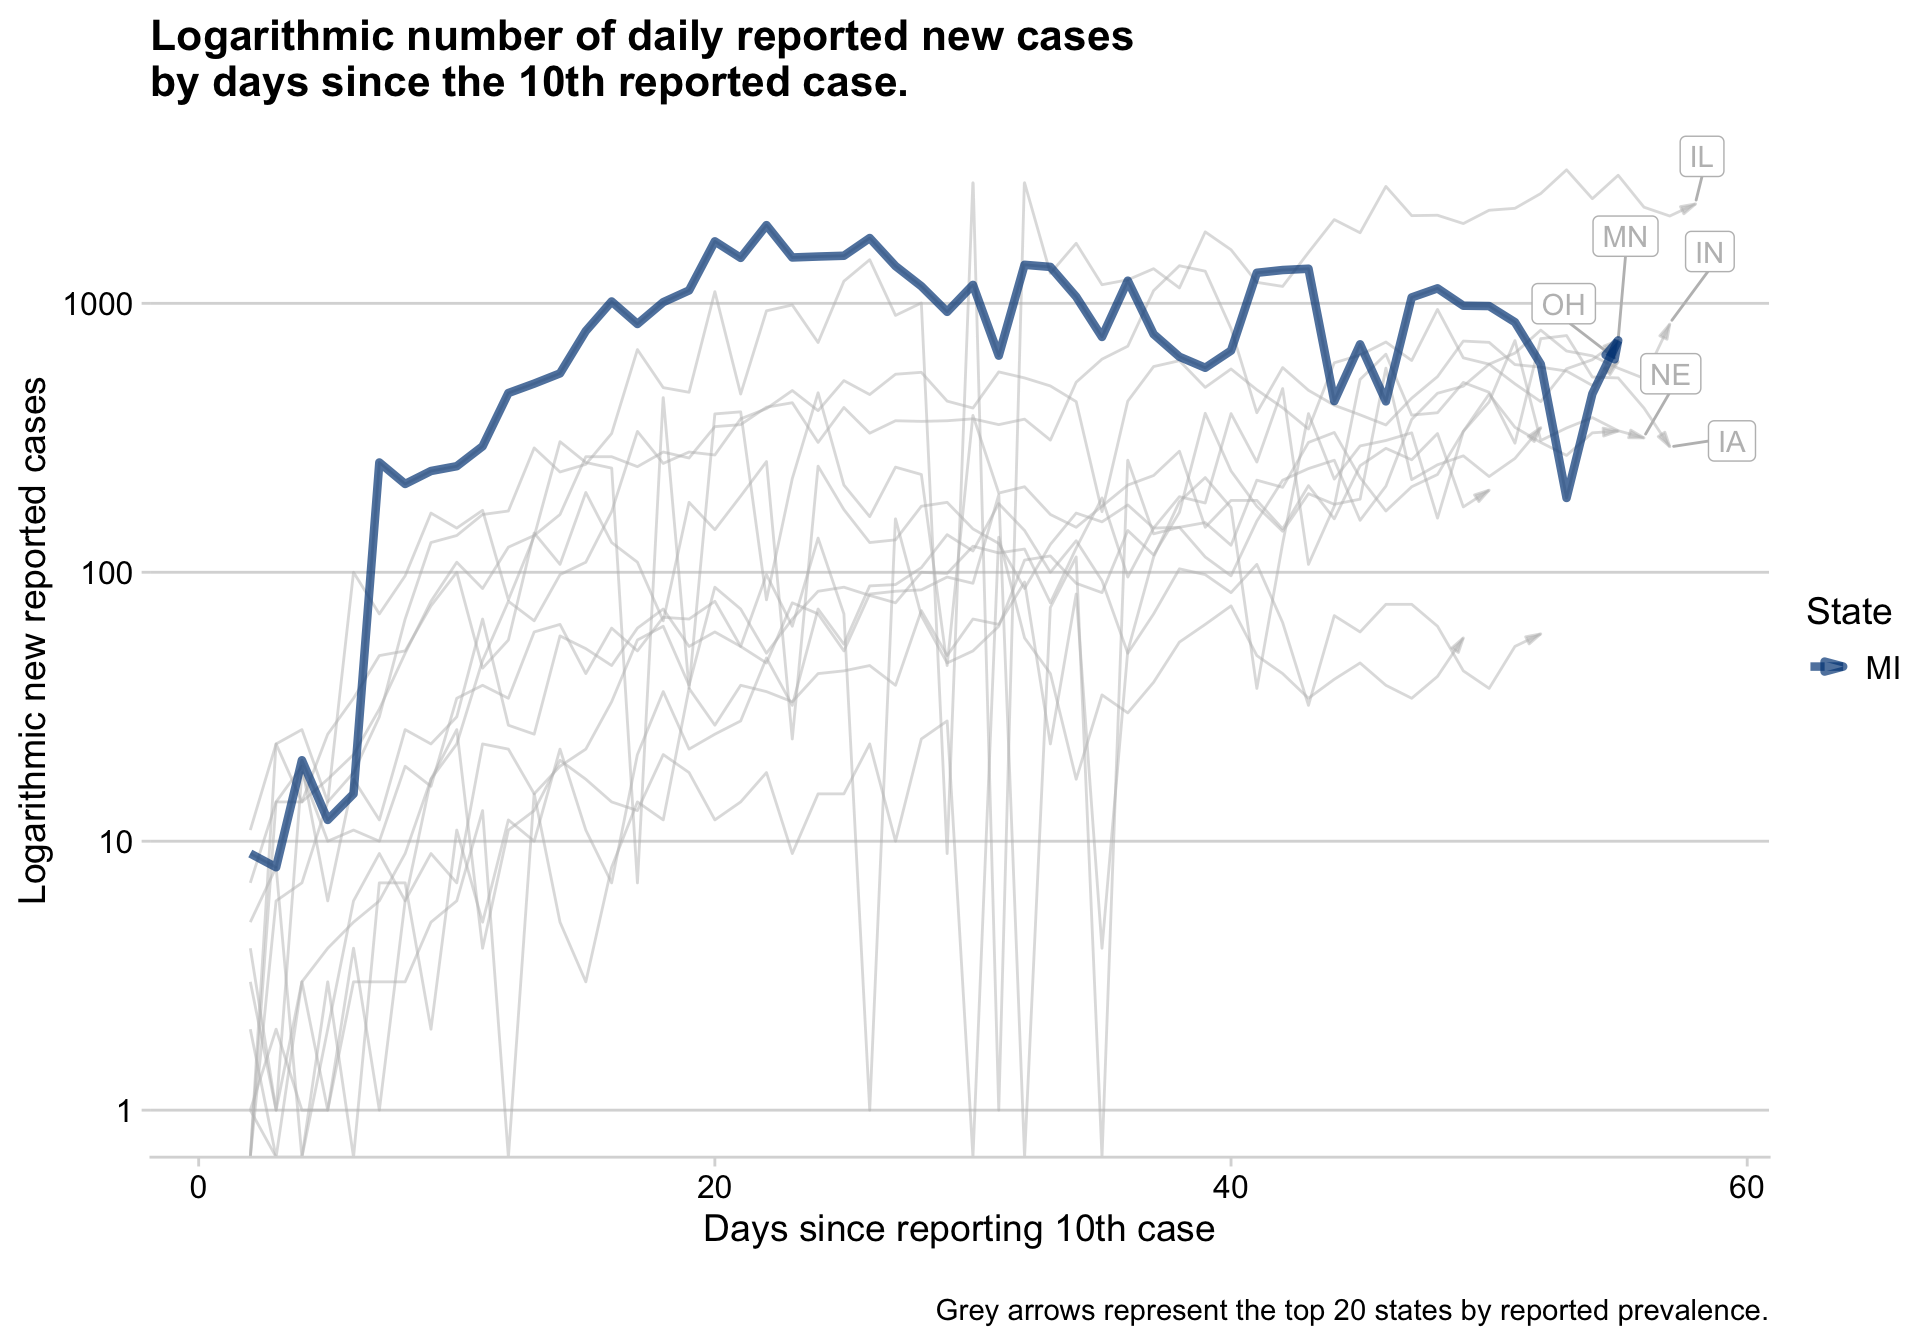 Logarithmic number of daily reported new cases
by days since the 10th reported case.
IL
MN
IN
OH
NE
IA
1000
100
10
1
Logarithmic new reported cases
0 20 40 60
Days since reporting 10th case
State
MI
Grey arrows represent the top 20 states by reported prevalence.